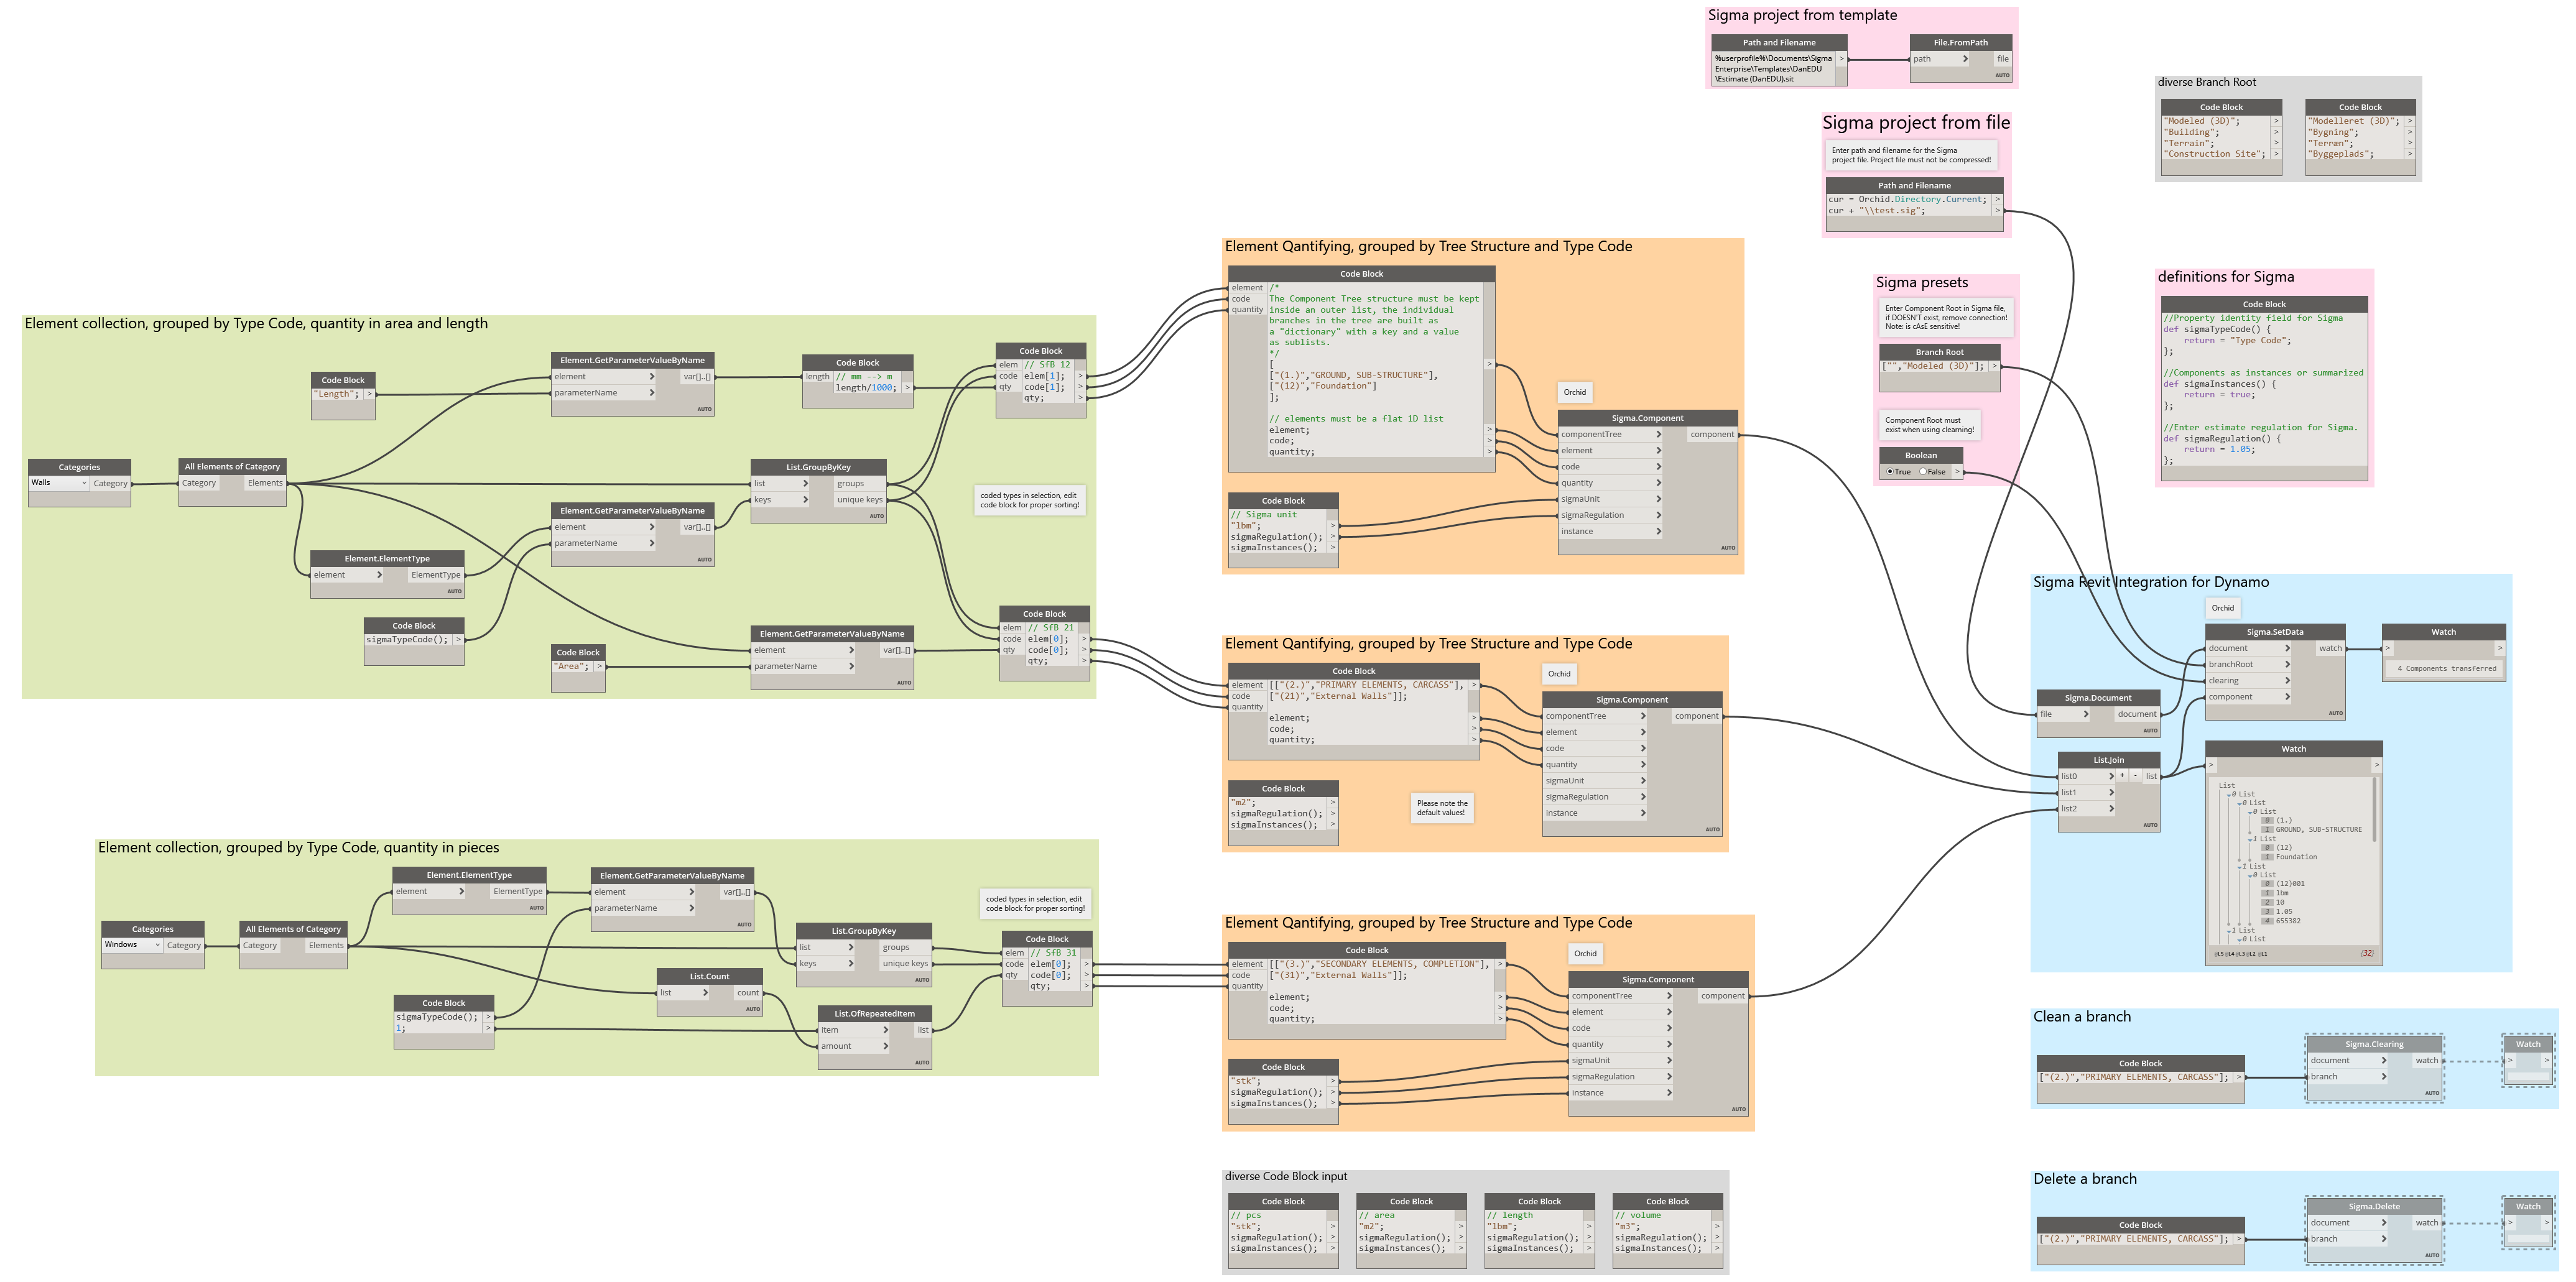 Sigma project from template
Path and Filename
%userprofile%\Documents\Sigma
Enterprise\Templates\DanEDU
\Estimate (DanEDU).sit
>
File.FromPath
path > file
AUTO
diverse Branch Root
Code Block
"Modeled (3D)"; >
"Building"; >
"Terrain"; >
"Construction Site"; >
Code Block
"Modelleret (3D)"; >
"Bygning"; >
"Terræn"; >
"Byggeplads"; >
Sigma project from file
Enter path and filename for the Sigma
project file. Project file must not be compressed!
Path and Filename
cur = Orchid.Directory.Current; >
cur + "\\test.sig"; >
Sigma presets
Enter Component Root in Sigma file,
if DOESN'T exist, remove connection!
Note: is cAsE sensitive!
Branch Root
["","Modeled (3D)"]; >
Component Root must
exist when using clearning!
Boolean
True False >
definitions for Sigma
Code Block
//Property identity field for Sigma
def sigmaTypeCode() {
return = "Type Code";
};
//Components as instances or summarized
def sigmaInstances() {
return = true;
};
//Enter estimate regulation for Sigma.
def sigmaRegulation() {
return = 1.05;
};
Element collection, grouped by Type Code, quantity in area and length
Categories
Walls Category
All Elements of Category
Category Elements
AUTO
Code Block
"Length"; >
Element.GetParameterValueByName
element > var[]..[]
parameterName >
AUTO
Code Block
length // mm --> m
length/1000; >
Code Block
elem // SfB 12
code elem[1]; >
qty code[1]; >
qty; >
List.GroupByKey
list > groups
keys > unique keys
AUTO
coded types in selection, edit
code block for proper sorting!
Element.GetParameterValueByName
element > var[]..[]
parameterName >
AUTO
Element.ElementType
element > ElementType
AUTO
Code Block
sigmaTypeCode(); >
Code Block
"Area"; >
Element.GetParameterValueByName
element > var[]..[]
parameterName >
AUTO
Code Block
elem // SfB 21
code elem[0]; >
qty code[0]; >
qty; >
Element collection, grouped by Type Code, quantity in pieces
Categories
Windows Category
All Elements of Category
Category Elements
AUTO
Element.ElementType
element > ElementType
AUTO
Element.GetParameterValueByName
element > var[]..[]
parameterName >
AUTO
Code Block
sigmaTypeCode(); >
1; >
List.Count
list > count
AUTO
List.GroupByKey
list > groups
keys > unique keys
AUTO
List.OfRepeatedItem
item > list
amount >
AUTO
coded types in selection, edit
code block for proper sorting!
Code Block
elem // SfB 31
code elem[0]; >
qty code[0]; >
qty; >
Element Qantifying, grouped by Tree Structure and Type Code
Code Block
element
code
quantity
/*
The Component Tree structure must be kept
inside an outer list, the individual
branches in the tree are built as
a "dictionary" with a key and a value
as sublists.
*/
[ >
["(1.)","GROUND, SUB-STRUCTURE"],
["(12)","Foundation"]
];
// elements must be a flat 1D list
element; >
code; >
quantity; >
Code Block
// Sigma unit
"lbm"; >
sigmaRegulation(); >
sigmaInstances(); >
Orchid
Sigma.Component
componentTree > component
element >
code >
quantity >
sigmaUnit >
sigmaRegulation >
instance >
AUTO
Element Qantifying, grouped by Tree Structure and Type Code
Code Block
element
code
quantity
[["(2.)","PRIMARY ELEMENTS, CARCASS"], >
["(21)","External Walls"]];
element; >
code; >
quantity; >
Code Block
"m2"; >
sigmaRegulation(); >
sigmaInstances(); >
Please note the
default values!
Orchid
Sigma.Component
componentTree > component
element >
code >
quantity >
sigmaUnit >
sigmaRegulation >
instance >
AUTO
Element Qantifying, grouped by Tree Structure and Type Code
Code Block
element
code
quantity
[["(3.)","SECONDARY ELEMENTS, COMPLETION"], >
["(31)","External Walls"]];
element; >
code; >
quantity; >
Code Block
"stk"; >
sigmaRegulation(); >
sigmaInstances(); >
Orchid
Sigma.Component
componentTree > component
element >
code >
quantity >
sigmaUnit >
sigmaRegulation >
instance >
AUTO
diverse Code Block input
Code Block
// pcs
"stk"; >
sigmaRegulation(); >
sigmaInstances(); >
Code Block
// area
"m2"; >
sigmaRegulation(); >
sigmaInstances(); >
Code Block
// length
"lbm"; >
sigmaRegulation(); >
sigmaInstances(); >
Code Block
// volume
"m3"; >
sigmaRegulation(); >
sigmaInstances(); >
Sigma Revit Integration for Dynamo
Orchid
Sigma.SetData
document > watch
branchRoot >
clearing >
component >
AUTO
Watch
> >
4 Components transferred
Sigma.Document
file > document
AUTO
List.Join
list0 > + - list
list1 >
list2 >
AUTO
Watch
> >
List
0 List
0 List
0 List
0 (1.)
1 GROUND, SUB-STRUCTURE
1 List
0 (12)
1 Foundation
1 List
0 List
0 (12)001
1 lbm
2 10
3 1.05
4 655382
1 List
0 List
@L5 @L4 @L3 @L2 @L1 {32}
Clean a branch
Code Block
["(2.)","PRIMARY ELEMENTS, CARCASS"]; >
Sigma.Clearing
document > watch
branch >
AUTO
Watch
> >
Delete a branch
Code Block
["(2.)","PRIMARY ELEMENTS, CARCASS"]; >
Sigma.Delete
document > watch
branch >
AUTO
Watch
> >